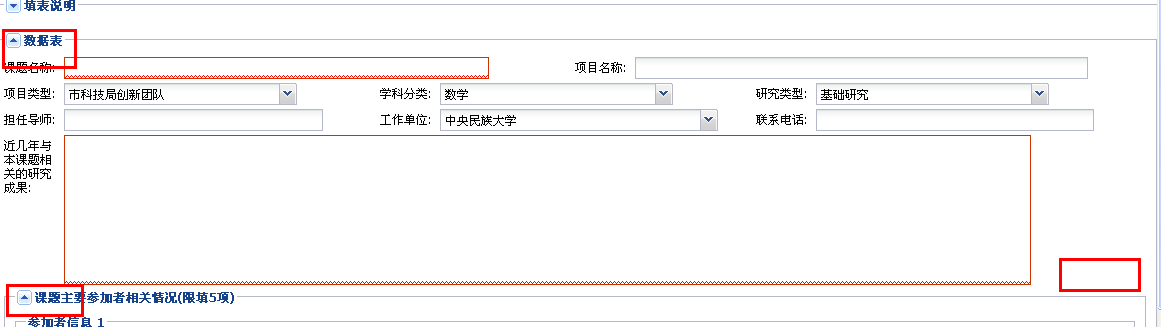 填表说明
数据表
课题名称: 项目名称:
项目类型: 市科技局创新团队 学科分类: 数学 研究类型: 基础研究
担任导师: 工作单位: 中央民族大学 联系电话:
近几年与
本课题相
关的研究
成果:
课题主要参加者相关情况(限填5项)
参加者信息 1